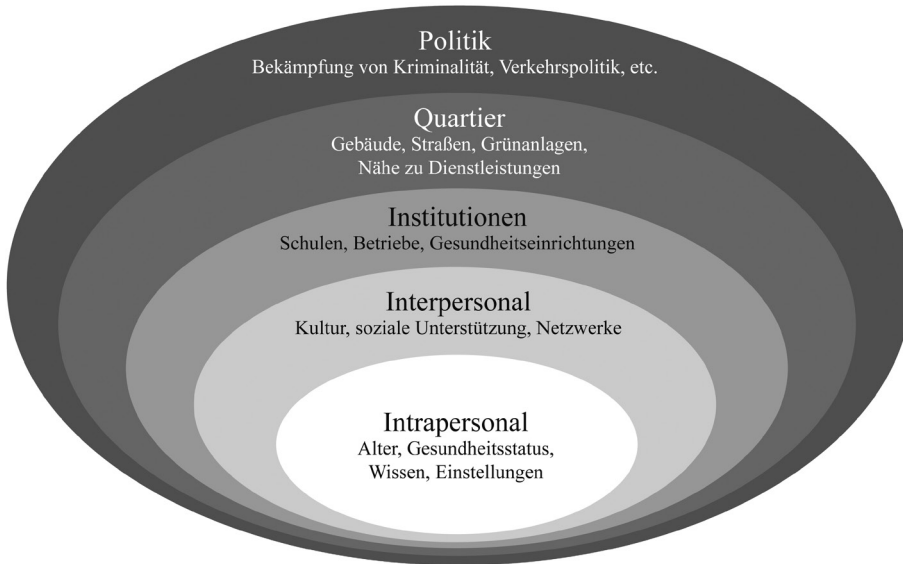 Politik
Bekämpfung von Kriminalität, Verkehrspolitik, etc.
Quartier
Gebäude, Straßen, Grünanlagen,
Nähe zu Dienstleistungen
Institutionen
Schulen, Betriebe, Gesundheitseinrichtungen
Interpersonal
Kultur, soziale Unterstützung, Netzwerke
Intrapersonal
Alter, Gesundheitsstatus,
Wissen, Einstellungen